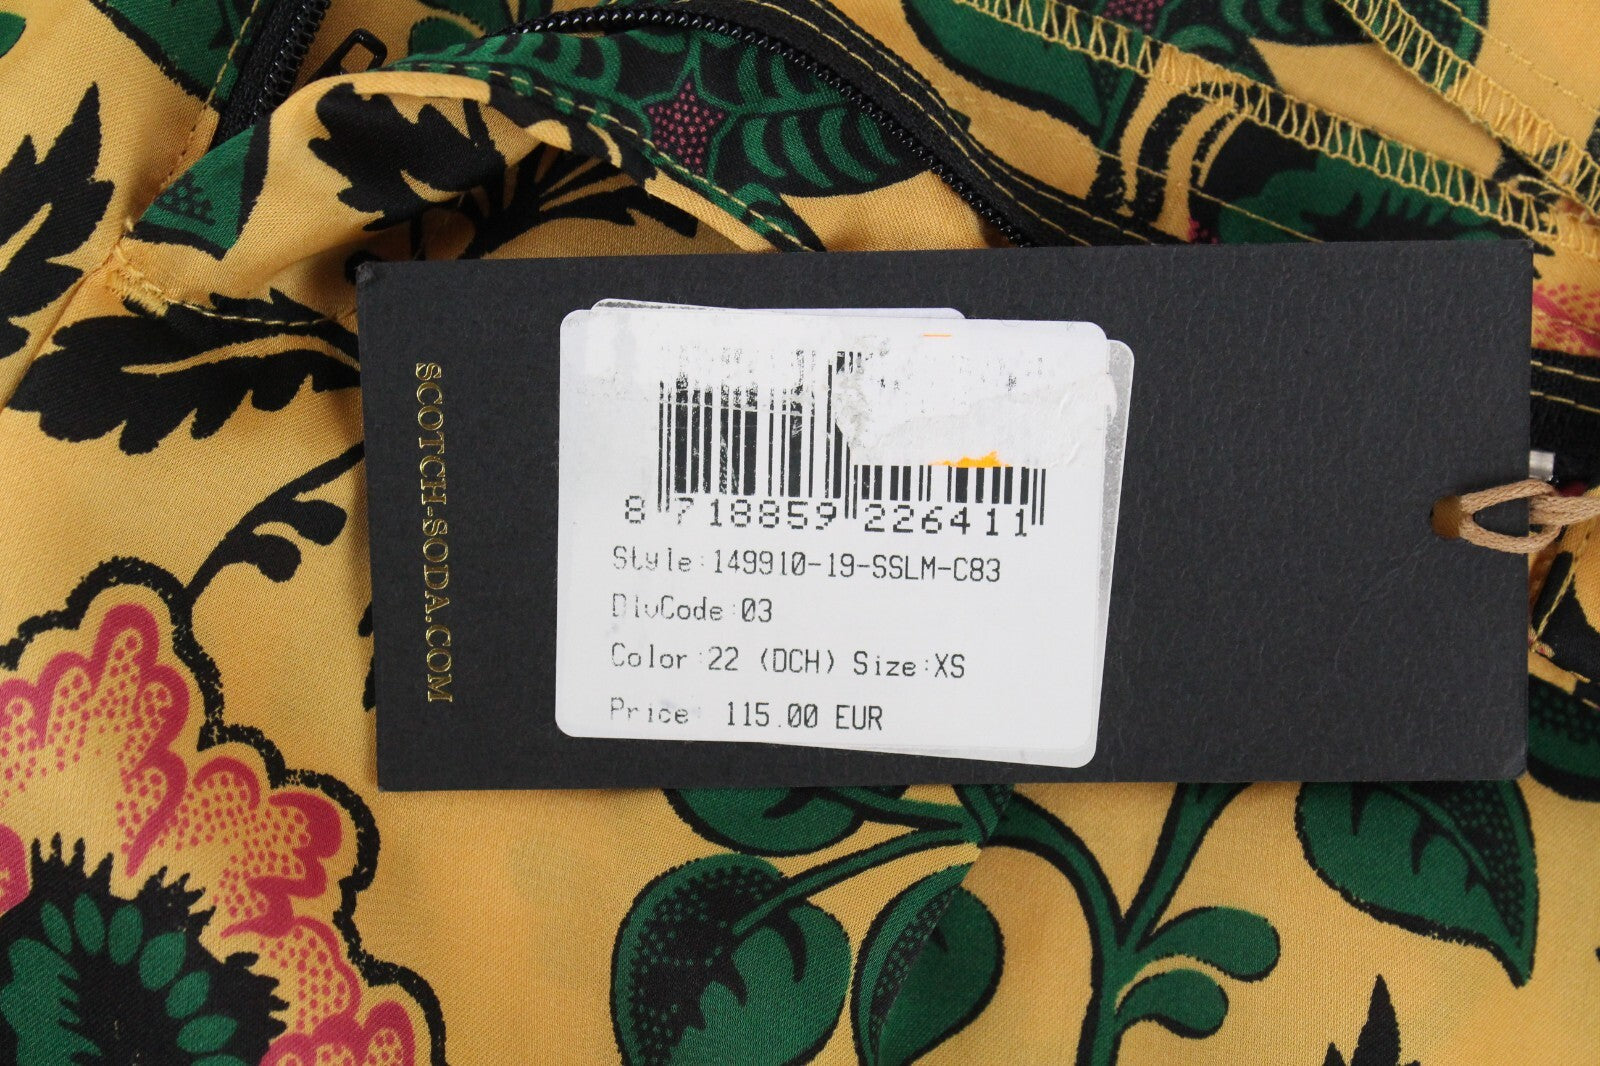 SCOTCH-SODA.COM
8 718859 226411
Style:149910-19-SSLM-C83
DivCode:03
Color:22 (DCH) Size:XS
Price: 115.00 EUR